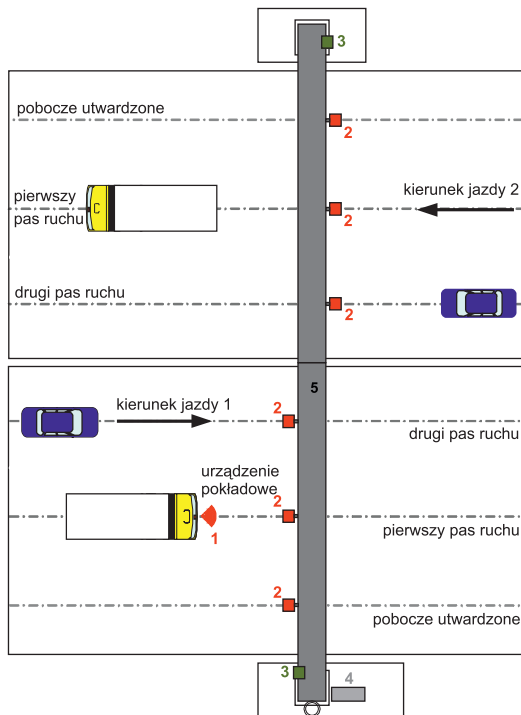 3
pobocze utwardzone
2
pierwszy
pas ruchu
kierunek jazdy 2
2
drugi pas ruchu
2
5
kierunek jazdy 1
2
drugi pas ruchu
urządzenie
pokładowe
2
1
pierwszy pas ruchu
2
pobocze utwardzone
3
4